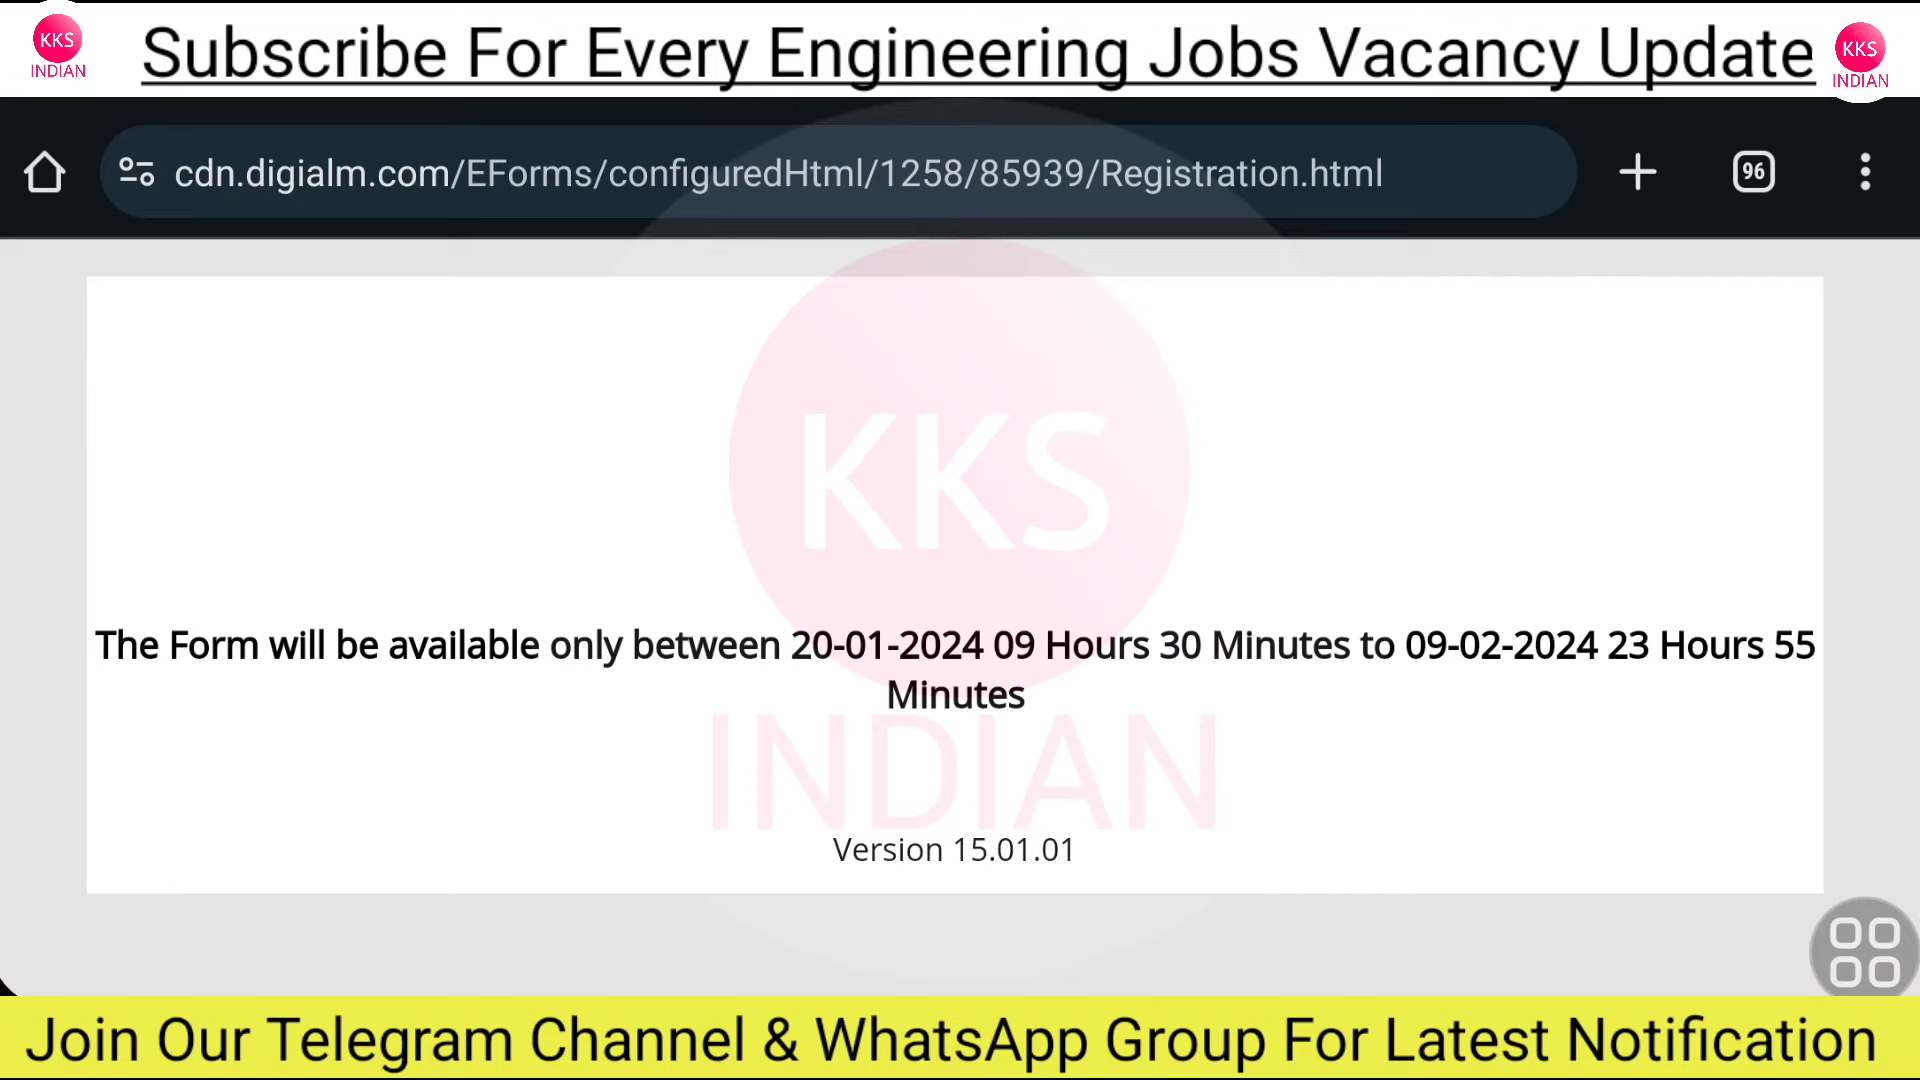 KKS
INDIAN
Subscribe For Every Engineering Jobs Vacancy Update
KKS
INDIAN
cdn.digialm.com/EForms/configuredHtml/1258/85939/Registration.html
96
KKS
The Form will be available only between 20-01-2024 09 Hours 30 Minutes to 09-02-2024 23 Hours 55
Minutes
INDIAN
Version 15.01.01
Join Our Telegram Channel & WhatsApp Group For Latest Notification